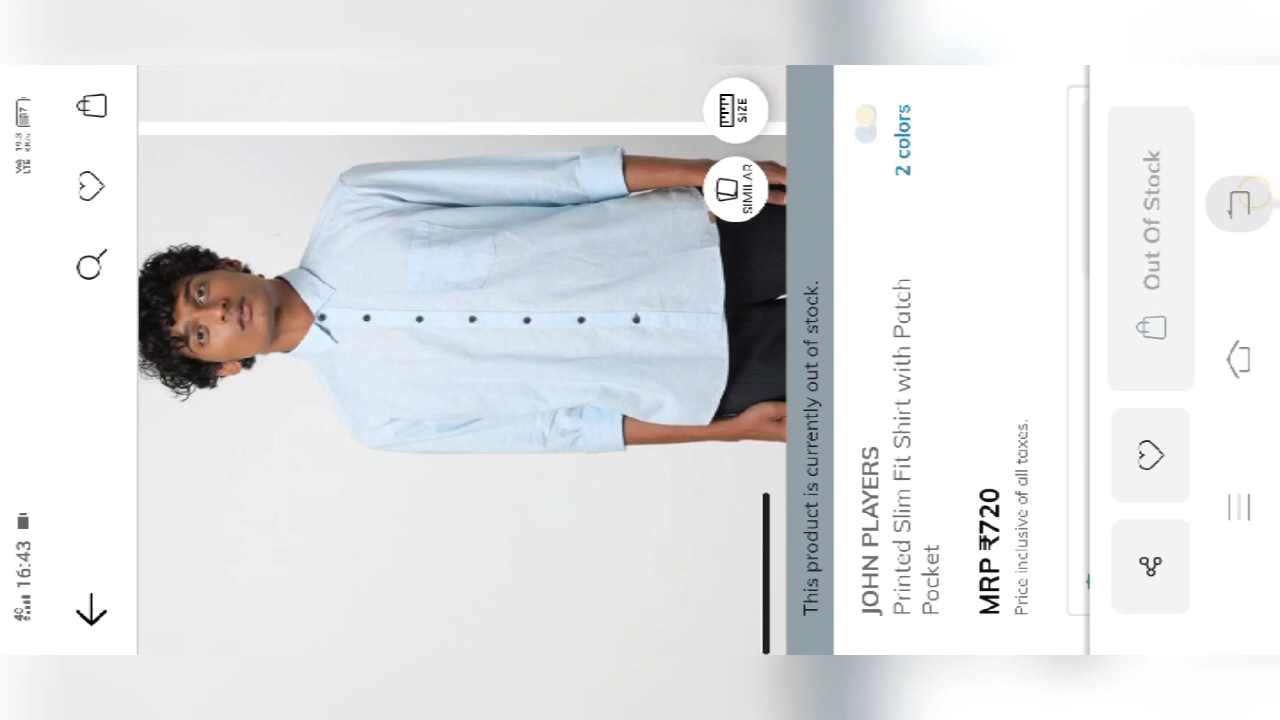 4G 16:43
SIMILAR
SIZE
This product is currently out of stock.
JOHN PLAYERS
2 colors
Printed Slim Fit Shirt with Patch
Pocket
MRP ₹720
Price inclusive of all taxes.
Out Of Stock